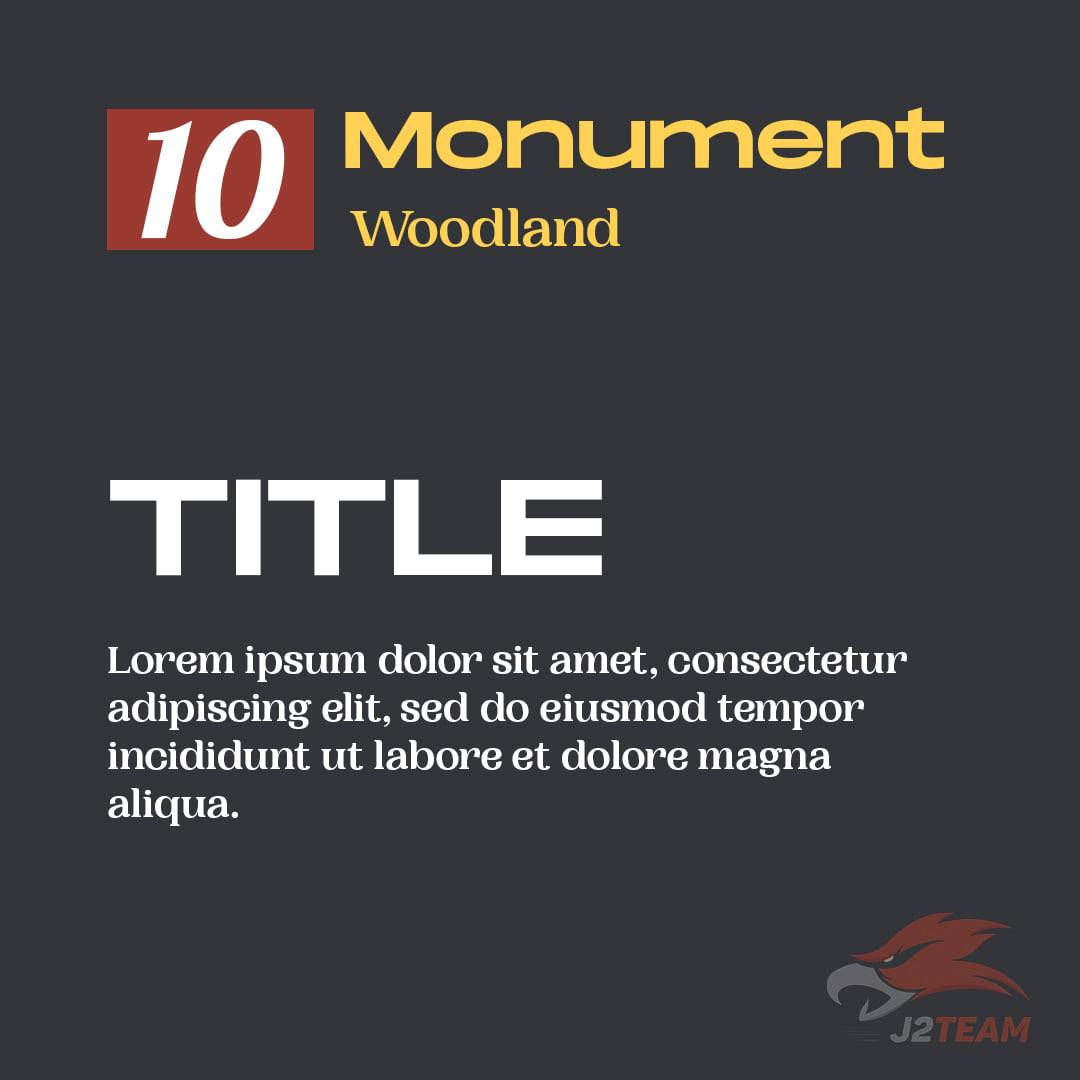 10
Monument
Woodland
TITLE
Lorem ipsum dolor sit amet, consectetur
adipiscing elit, sed do eiusmod tempor
incididunt ut labore et dolore magna
aliqua.
J2TEAM